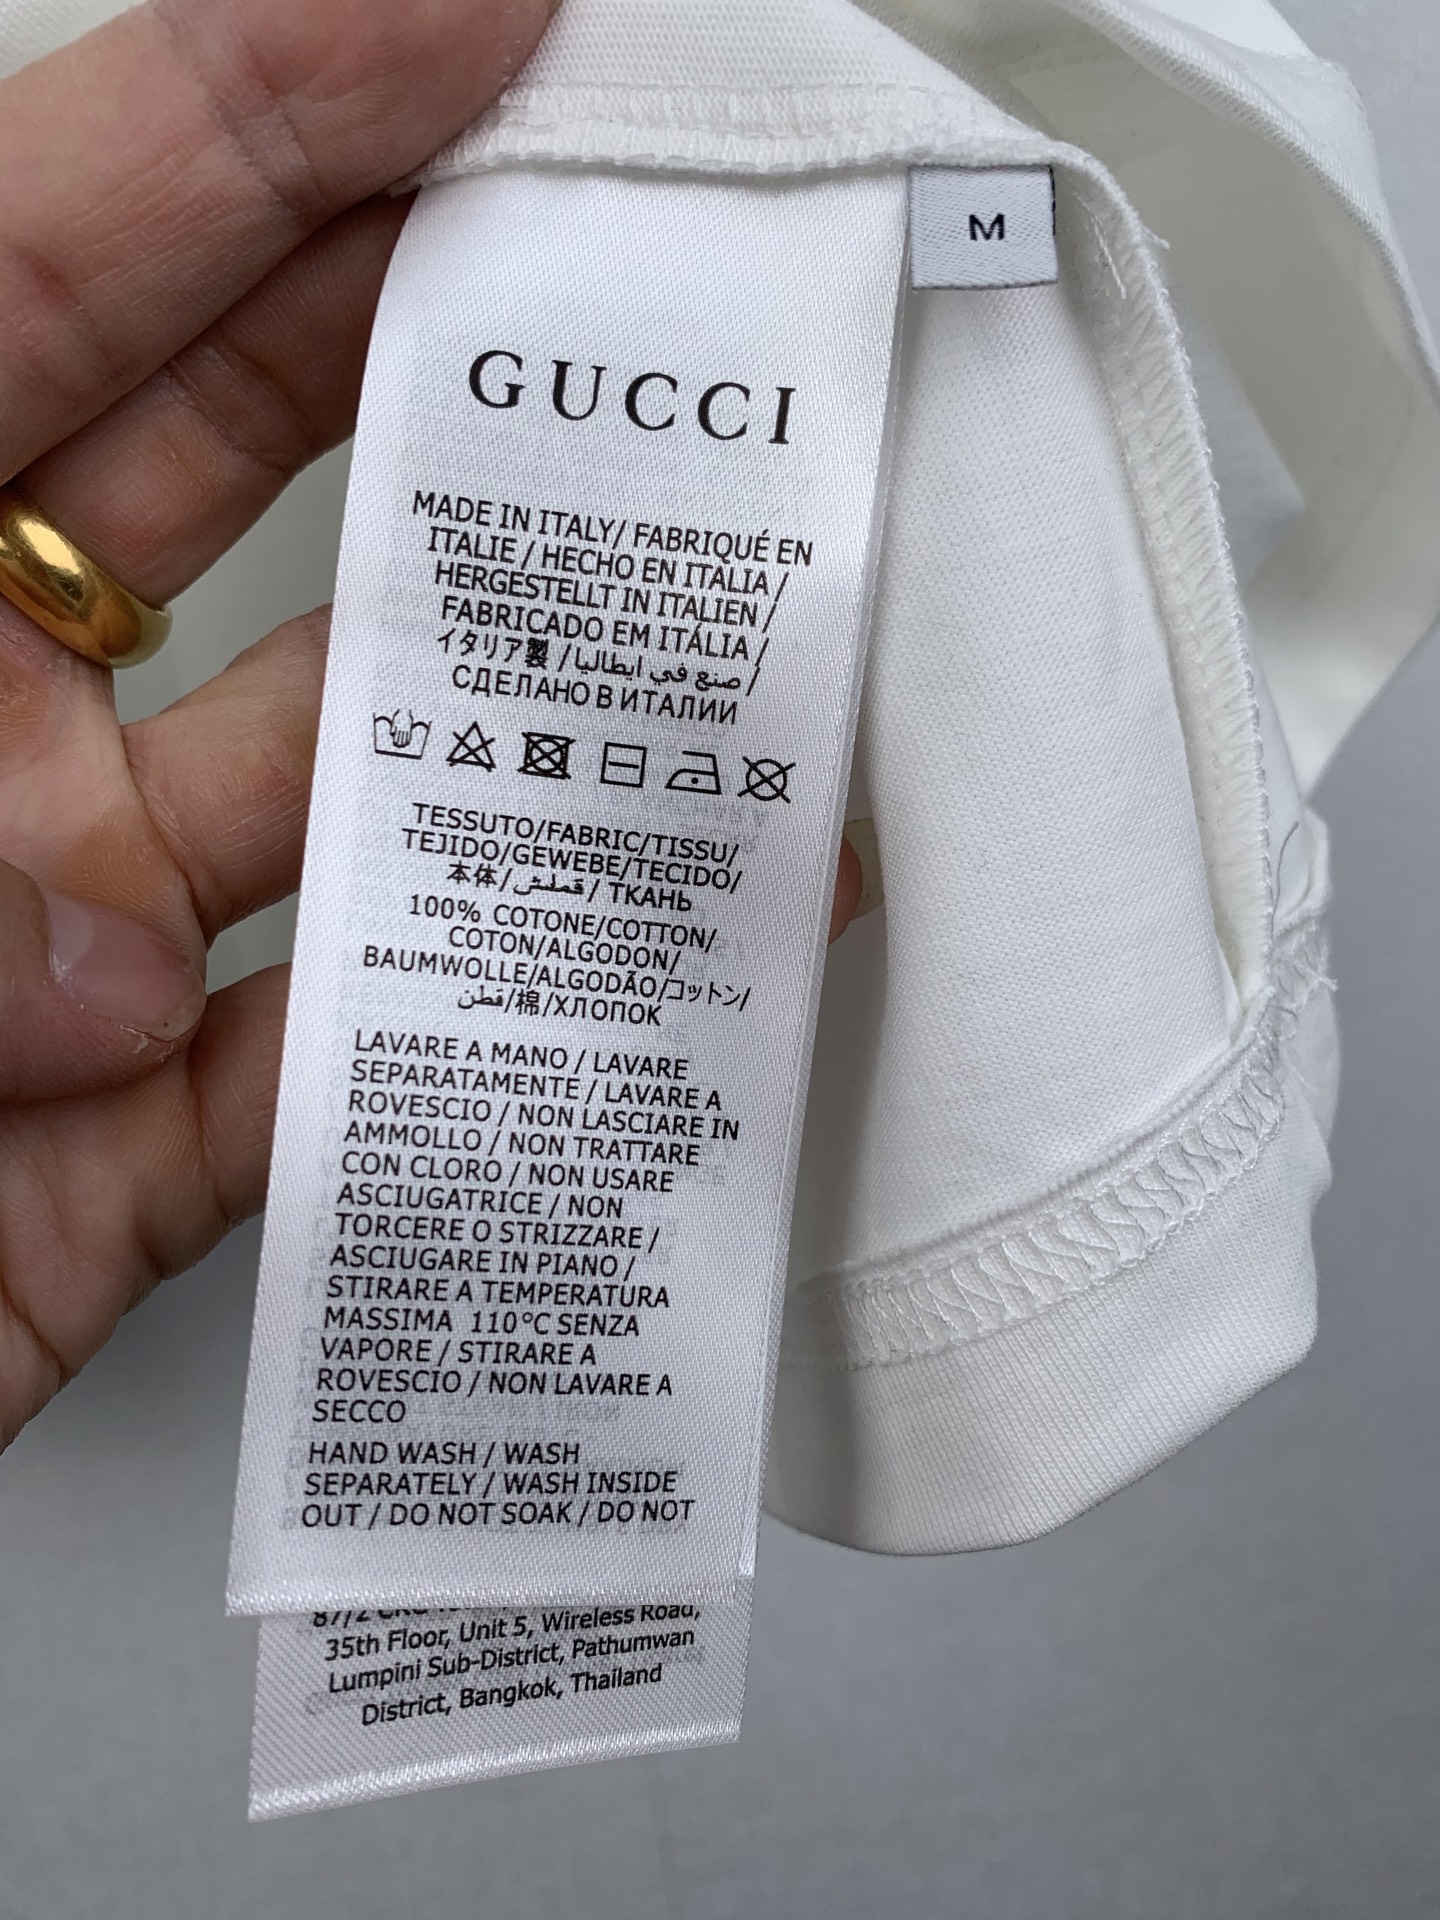 M
GUCCI
MADE IN ITALY/ FABRIQUÉ EN
ITALIE / HECHO EN ITALIA /
HERGESTELLT IN ITALIEN /
FABRICADO EM ITÁLIA /
イタリア製 / صنع في ايطاليا /
СДЕЛАНО В ИТАЛИИ
TESSUTO/FABRIC/TISSU/
TEJIDO/GEWEBE/TECIDO/
本体/قملش/ ТКАНЬ
100% COTONE/COTTON/
COTON/ALGODON/
BAUMWOLLE/ALGODÃO/コットン/
قطن/棉/ХЛОПОК
LAVARE A MANO / LAVARE
SEPARATAMENTE / LAVARE A
ROVESCIO / NON LASCIARE IN
AMMOLLO / NON TRATTARE
CON CLORO / NON USARE
ASCIUGATRICE / NON
TORCERE O STRIZZARE /
ASCIUGARE IN PIANO /
STIRARE A TEMPERATURA
MASSIMA 110°C SENZA
VAPORE / STIRARE A
ROVESCIO / NON LAVARE A
SECCO
HAND WASH / WASH
SEPARATELY / WASH INSIDE
OUT / DO NOT SOAK / DO NOT
87/2
35th Floor, Unit 5, Wireless Road,
Lumpini Sub-District, Pathumwan
District, Bangkok, Thailand